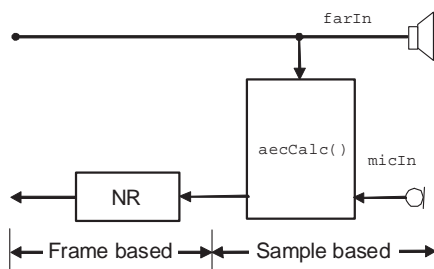 farIn
aecCalc()
micIn
NR
Frame based
Sample based